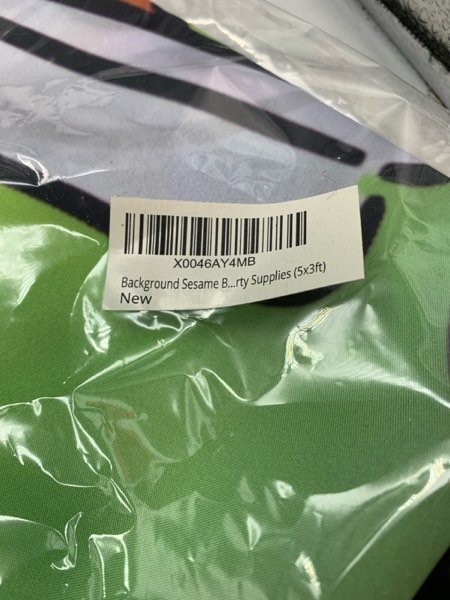 X0046AY4MB
Background Sesame B...rty Supplies (5x3ft)
New